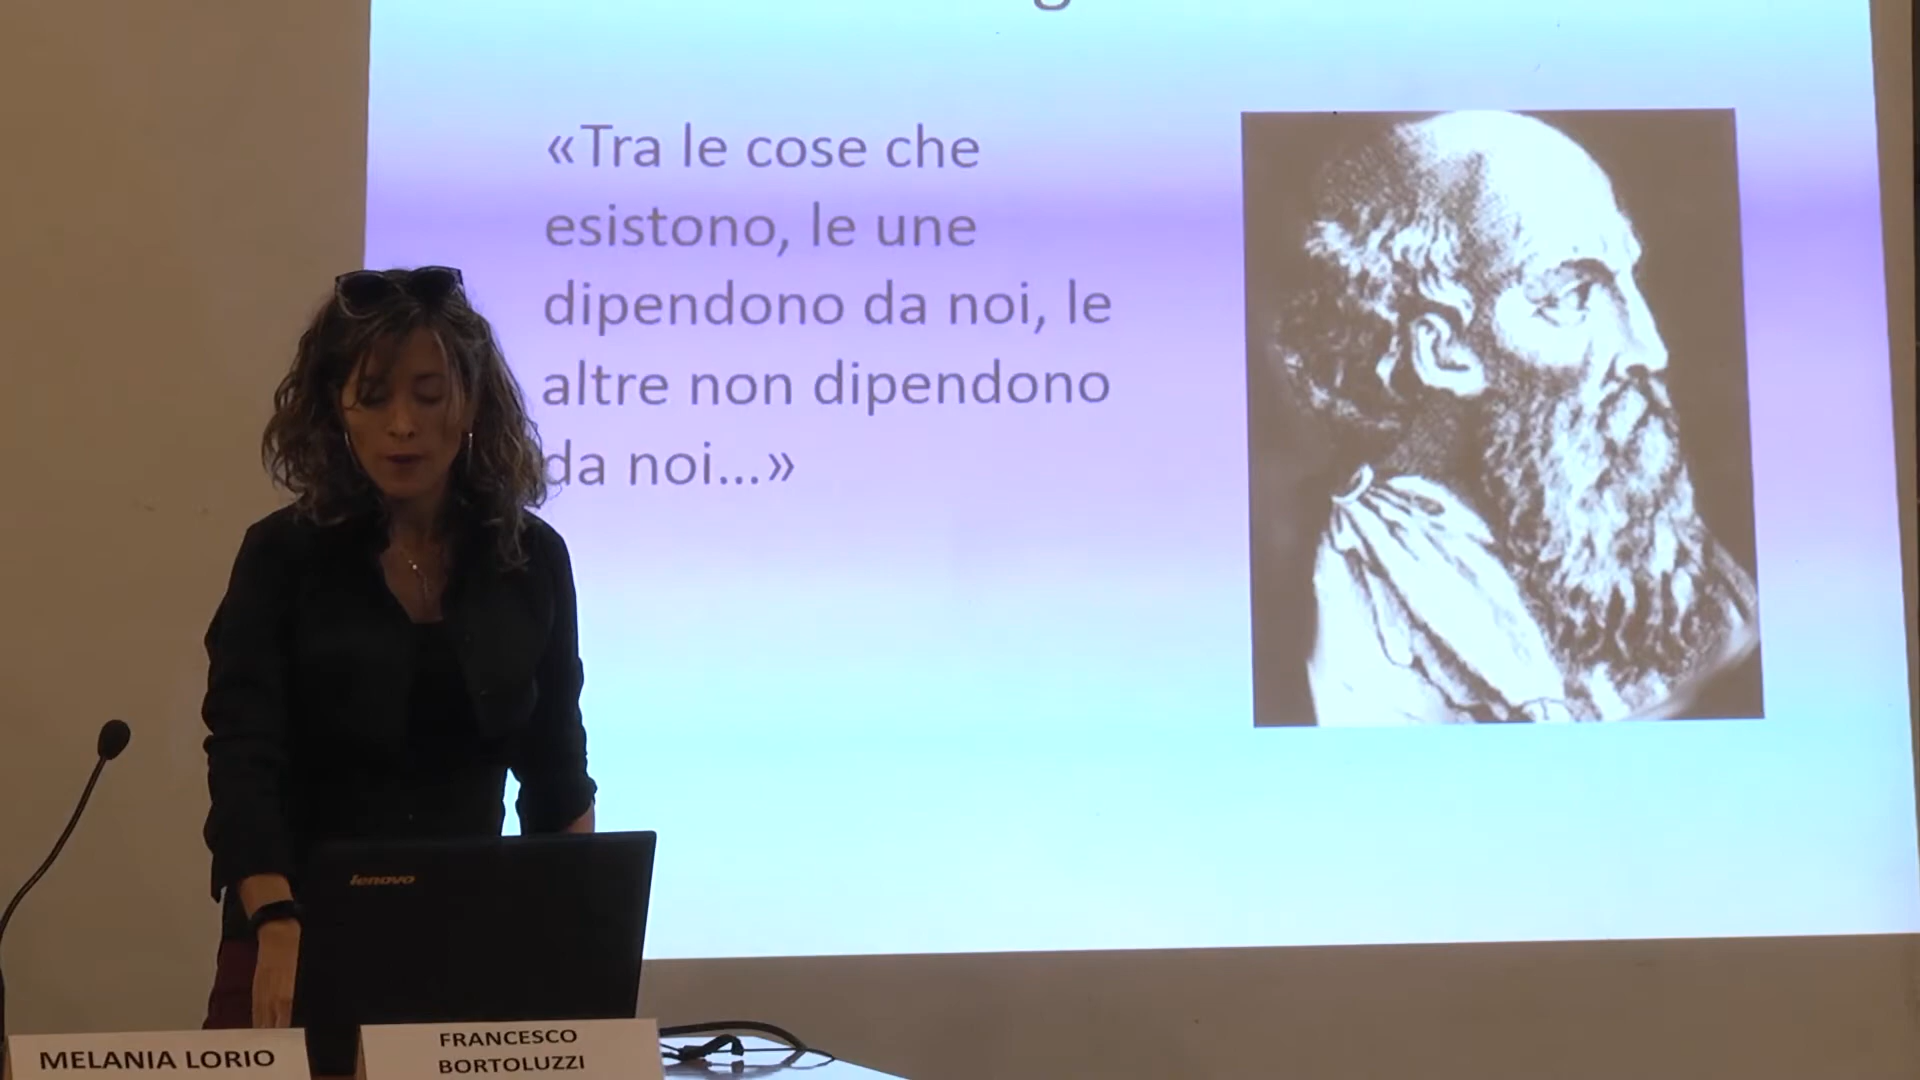 «Tra le cose che
esistono, le une
dipendono da noi, le
altre non dipendono
da noi...»
lenovo
MELANIA LORIO
FRANCESCO
BORTOLUZZI